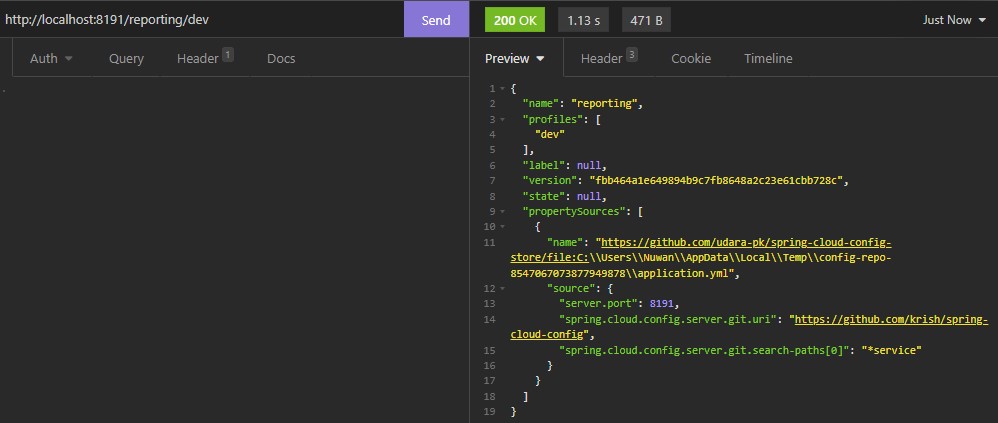 http://localhost:8191/reporting/dev Send 200 OK 1.13 s 471 B Just Now
Auth Query Header 1 Docs Preview Header 3 Cookie Timeline
1 {
2 "name": "reporting",
3 "profiles": [
4 "dev"
5 ],
6 "label": null,
7 "version": "fbb464a1e649894b9c7fb8648a2c23e61cbb728c",
8 "state": null,
9 "propertySources": [
10 {
11 "name": "https://github.com/udara-pk/spring-cloud-config-
store/file:C:\\Users\\Nuwan\\AppData\\Local\\Temp\\config-repo-
8547067073877949878\\application.yml",
12 "source": {
13 "server.port": 8191,
14 "spring.cloud.config.server.git.uri": "https://github.com/krish/spring-
cloud-config",
15 "spring.cloud.config.server.git.search-paths[0]": "*service"
16 }
17 }
18 ]
19 }